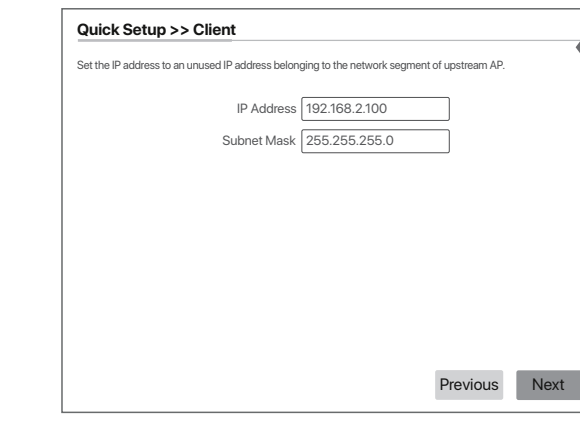 Quick Setup >> Client
Set the IP address to an unused IP address belonging to the network segment of upstream AP.
IP Address 192.168.2.100
Subnet Mask 255.255.255.0
Previous Next